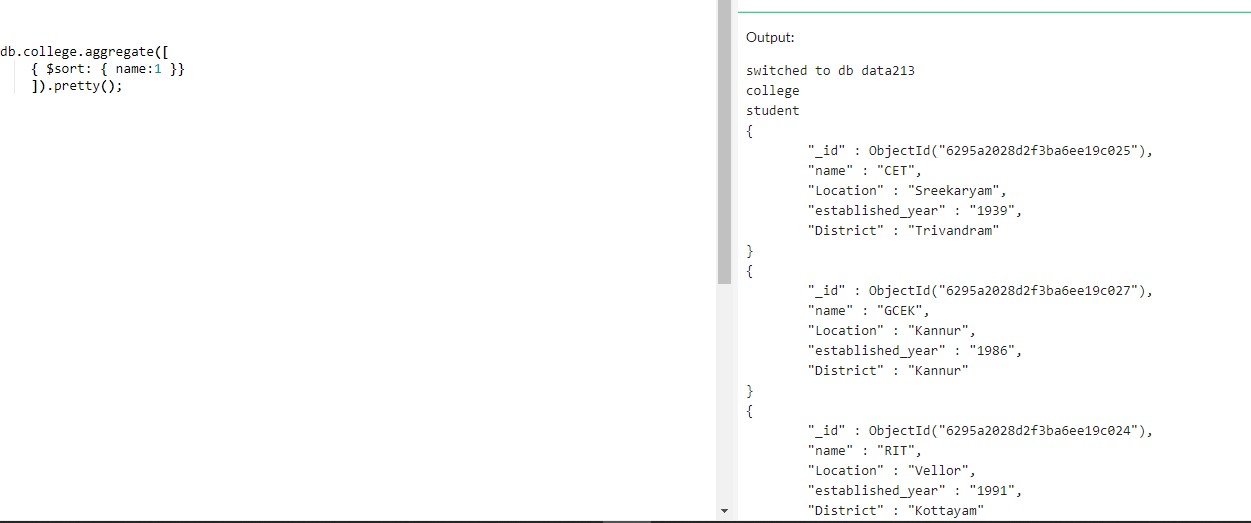 db.college.aggregate([
{ $sort: { name:1 }}
]).pretty();
Output:
switched to db data213
college
student
{
"_id" : ObjectId("6295a2028d2f3ba6ee19c025"),
"name" : "CET",
"Location" : "Sreekaryam",
"established_year" : "1939",
"District" : "Trivandram"
}
{
"_id" : ObjectId("6295a2028d2f3ba6ee19c027"),
"name" : "GCEK",
"Location" : "Kannur",
"established_year" : "1986",
"District" : "Kannur"
}
{
"_id" : ObjectId("6295a2028d2f3ba6ee19c024"),
"name" : "RIT",
"Location" : "Vellor",
"established_year" : "1991",
"District" : "Kottayam"